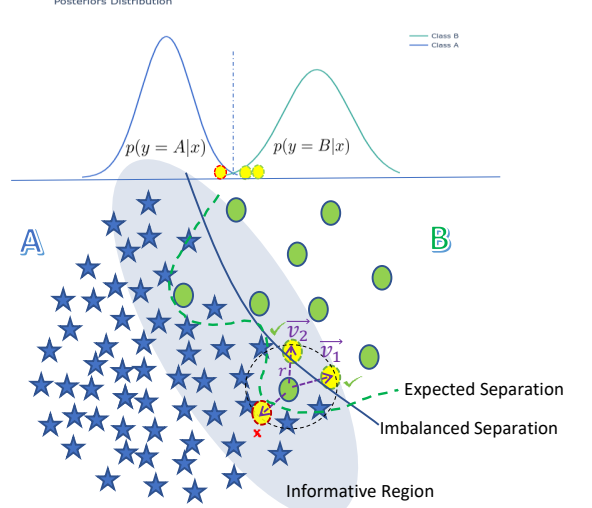 Posteriors Distribution
Class B
Class A
p(y = A|x)
p(y = B|x)
A
B
v₂
v₁
r
Expected Separation
Imbalanced Separation
x
Informative Region